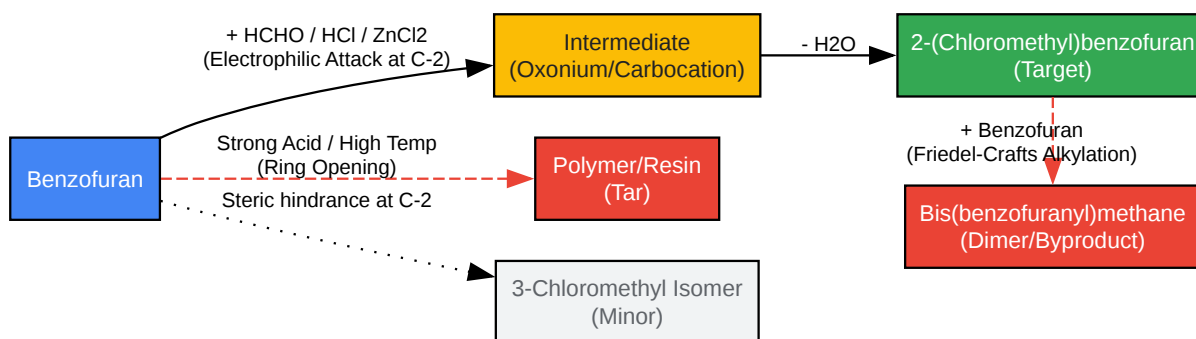 + HCHO / HCl / ZnCl2
(Electrophilic Attack at C-2)
Intermediate
(Oxonium/Carbocation)
- H2O
2-(Chloromethyl)benzofuran
(Target)
Benzofuran
Strong Acid / High Temp
(Ring Opening)
Polymer/Resin
(Tar)
+ Benzofuran
(Friedel-Crafts Alkylation)
Steric hindrance at C-2
Bis(benzofuranyl)methane
(Dimer/Byproduct)
3-Chloromethyl Isomer
(Minor)